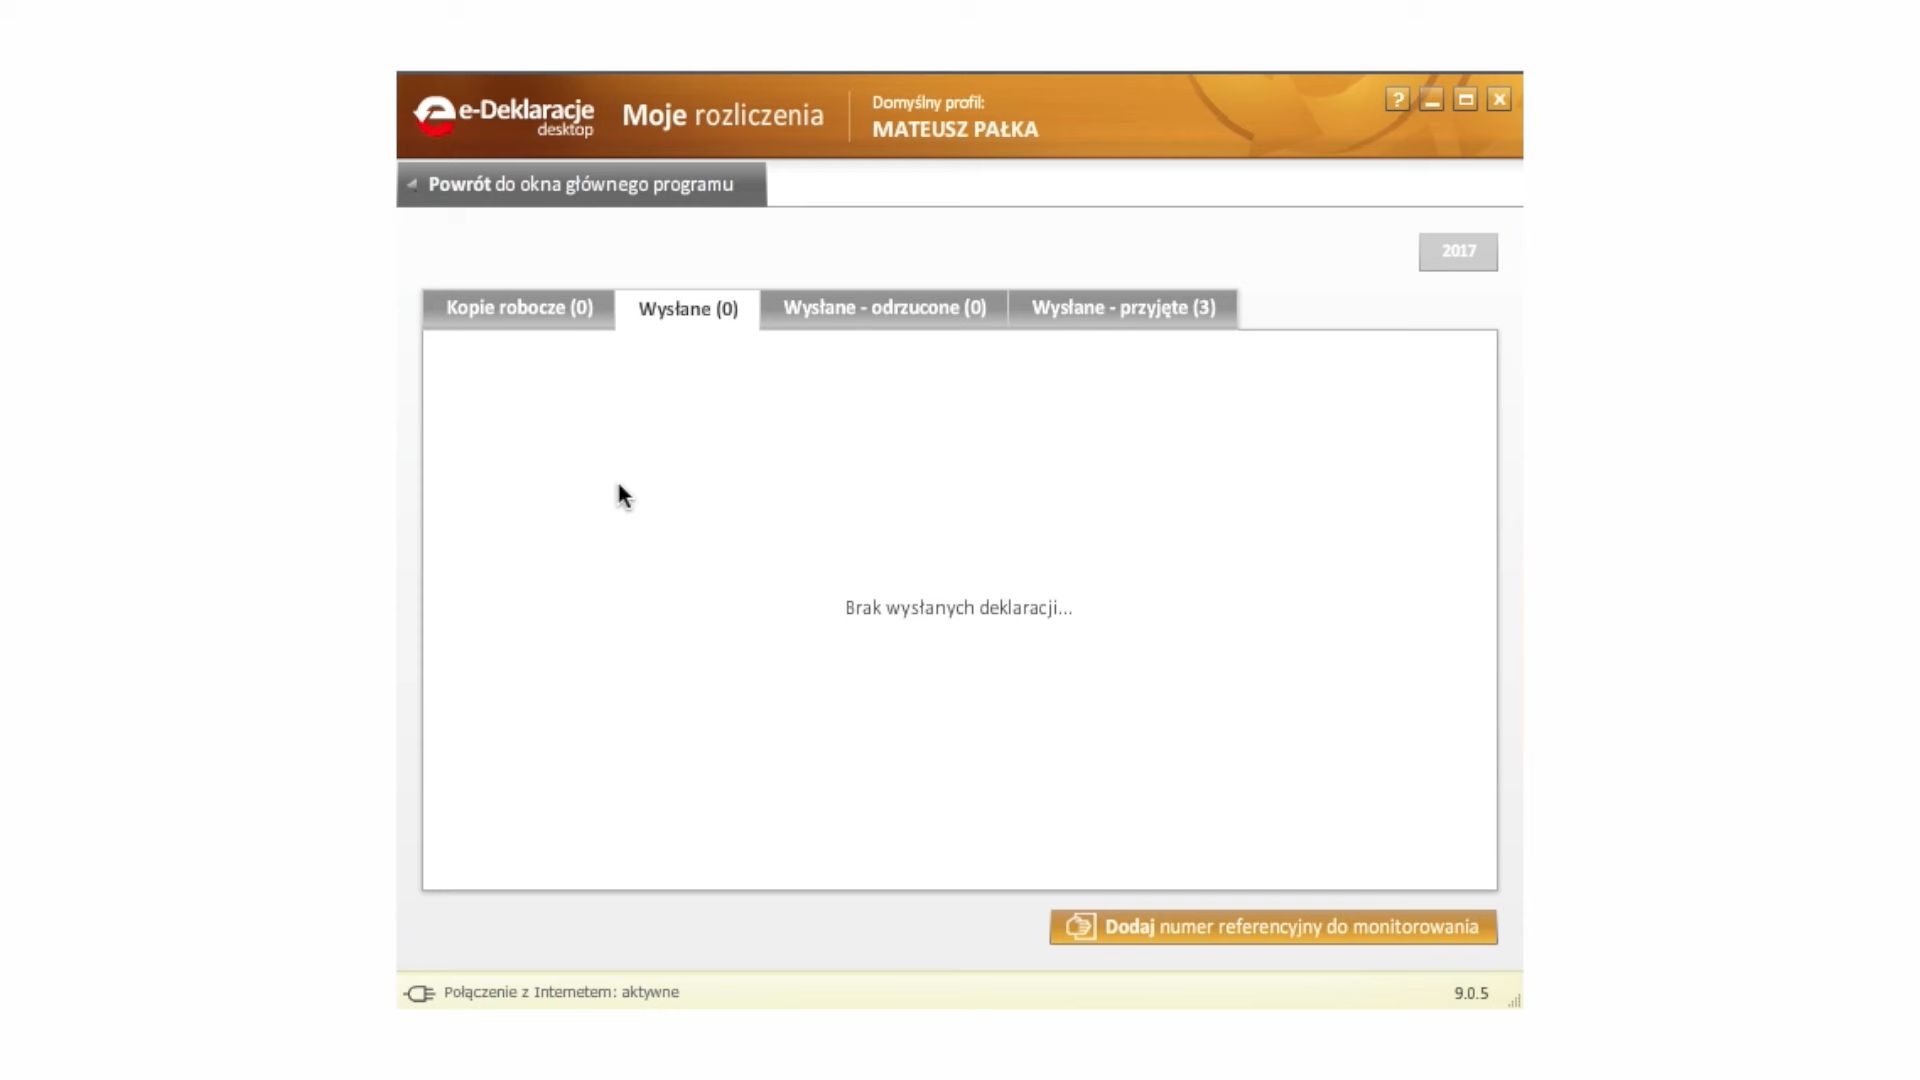 e-Deklaracje
desktop
Moje rozliczenia
Domyślny profil:
MATEUSZ PAŁKA
?
Powrót do okna głównego programu
2017
Kopie robocze (0)
Wysłane (0)
Wysłane - odrzucone (0)
Wysłane - przyjęte (3)
Brak wysłanych deklaracji...
Dodaj numer referencyjny do monitorowania
Połączenie z Internetem: aktywne
9.0.5